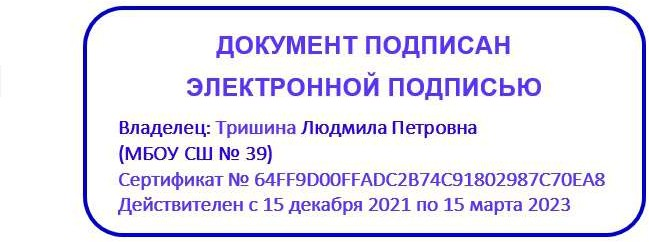 ДОКУМЕНТ ПОДПИСАН
ЭЛЕКТРОННОЙ ПОДПИСЬЮ
Владелец: Тришина Людмила Петровна
(МБОУ СШ № 39)
Сертификат № 64FF9D00FFADC2B74C91802987C70EA8
Действителен с 15 декабря 2021 по 15 марта 2023